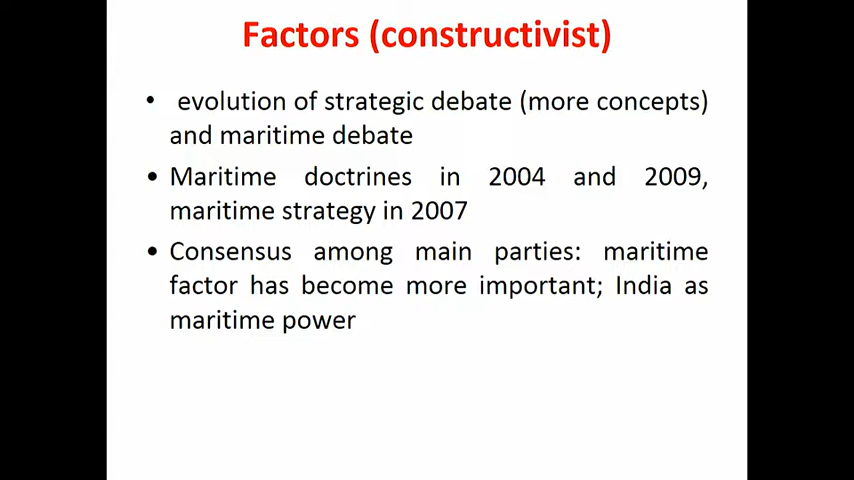 Factors (constructivist)
• evolution of strategic debate (more concepts)
and maritime debate
• Maritime doctrines in 2004 and 2009,
maritime strategy in 2007
• Consensus among main parties: maritime
factor has become more important; India as
maritime power